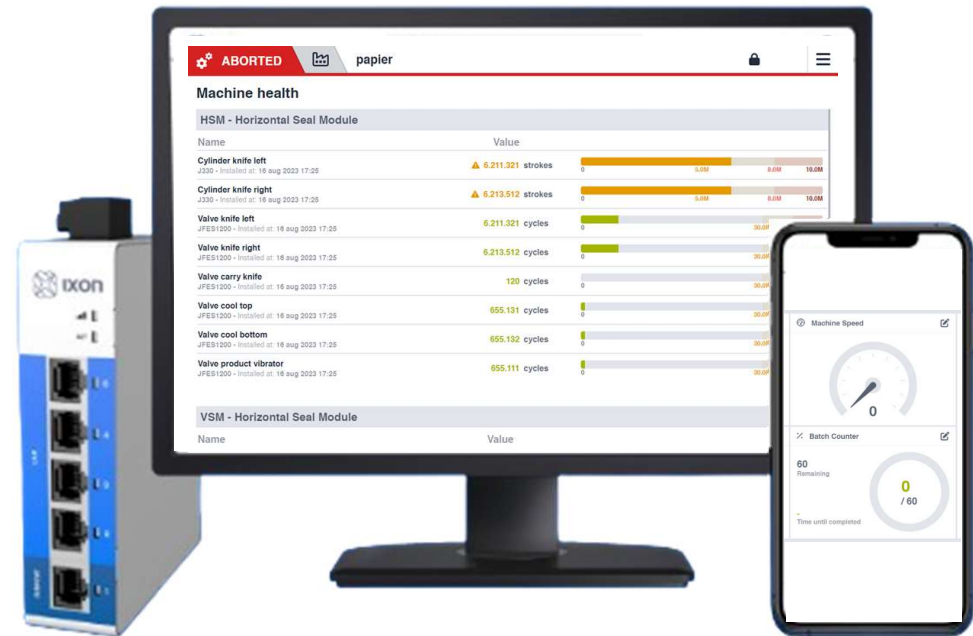 ABORTED
papier
Machine health
HSM - Horizontal Seal Module
Name Value
Cylinder knife left
J330 - Installed at: 16 aug 2023 17:25
6.211.321 strokes
0 5.0M 8.0M 10.0M
Cylinder knife right
J330 - Installed at: 16 aug 2023 17:25
6.213.512 strokes
0 5.0M 8.0M 10.0M
Valve knife left
JFES1200 - Installed at: 16 aug 2023 17:25
6.211.321 cycles
0
Valve knife right
JFES1200 - Installed at: 16 aug 2023 17:25
6.213.512 cycles
0
Valve carry knife
JFES1200 - Installed at: 16 aug 2023 17:25
120 cycles
0
Valve cool top
JFES1200 - Installed at: 16 aug 2023 17:25
655.131 cycles
0
Valve cool bottom
JFES1200 - Installed at: 16 aug 2023 17:25
655.132 cycles
0
Valve product vibrator
JFES1200 - Installed at: 16 aug 2023 17:25
655.111 cycles
0
VSM - Horizontal Seal Module
Name Value
IXON
Machine Speed
0
Batch Counter
60
Remaining
0
/ 60
-
Time until completed